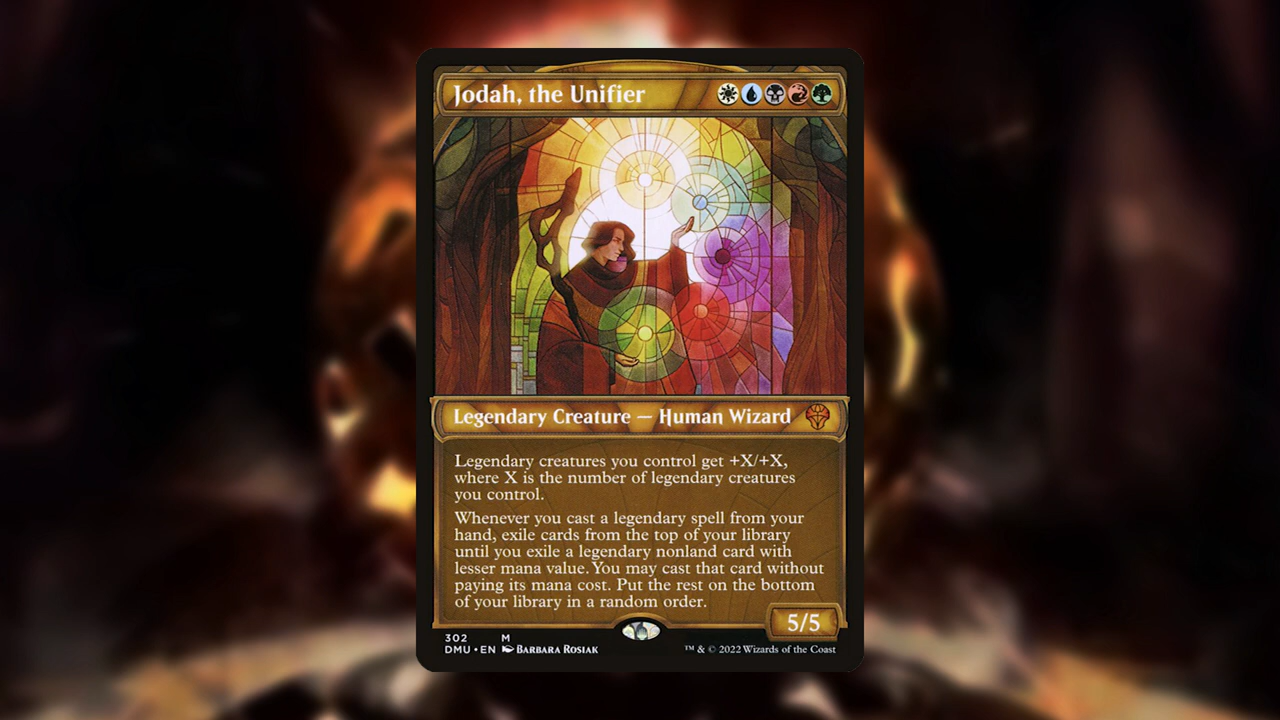 Jodah, the Unifier
Legendary Creature — Human Wizard
Legendary creatures you control get +X/+X,
where X is the number of legendary creatures
you control.
Whenever you cast a legendary spell from your
hand, exile cards from the top of your library
until you exile a legendary nonland card with
lesser mana value. You may cast that card without
paying its mana cost. Put the rest on the bottom
of your library in a random order.
5/5
302 M
DMU • EN BARBARA ROSIAK
™ & © 2022 Wizards of the Coast